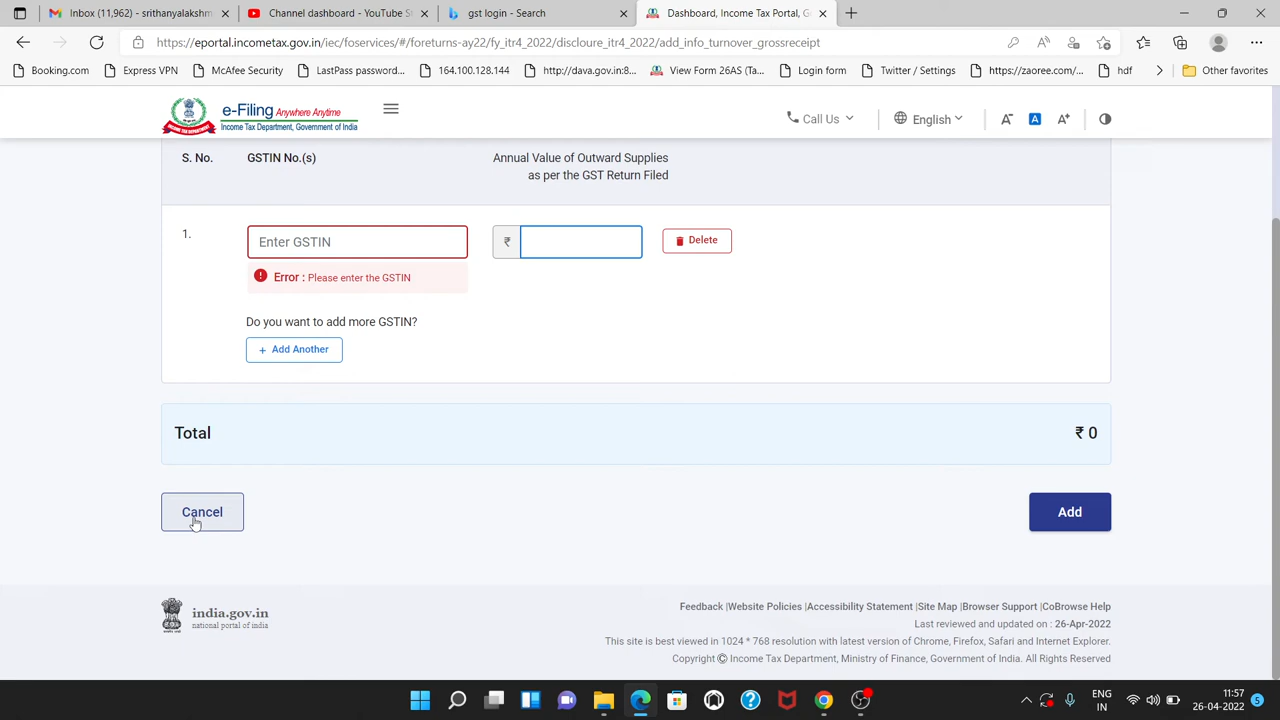 Inbox (11,962) - srithanyalakshm
Channel dashboard - YouTube S
gst login - Search
Dashboard, Income Tax Portal, G
https://eportal.incometax.gov.in/iec/foservices/#/foreturns-ay22/fy_itr4_2022/discloure_itr4_2022/add_info_turnover_grossreceipt
Booking.com
Express VPN
McAfee Security
LastPass password...
164.100.128.144
http://dava.gov.in:8...
View Form 26AS (Ta...
Login form
Twitter / Settings
https://zaoree.com/...
hdf
Other favorites
e-Filing Anywhere Anytime
Income Tax Department, Government of India
Call Us
English
A-
A
A+
S. No.
GSTIN No.(s)
Annual Value of Outward Supplies
as per the GST Return Filed
1.
Enter GSTIN
₹
Delete
Error : Please enter the GSTIN
Do you want to add more GSTIN?
+ Add Another
Total
₹ 0
Cancel
Add
india.gov.in
national portal of india
Feedback |Website Policies |Accessibility Statement |Site Map |Browser Support |CoBrowse Help
Last reviewed and updated on : 26-Apr-2022
This site is best viewed in 1024 * 768 resolution with latest version of Chrome, Firefox, Safari and Internet Explorer.
Copyright © Income Tax Department, Ministry of Finance, Government of India. All Rights Reserved
ENG
IN
11:57
26-04-2022
5